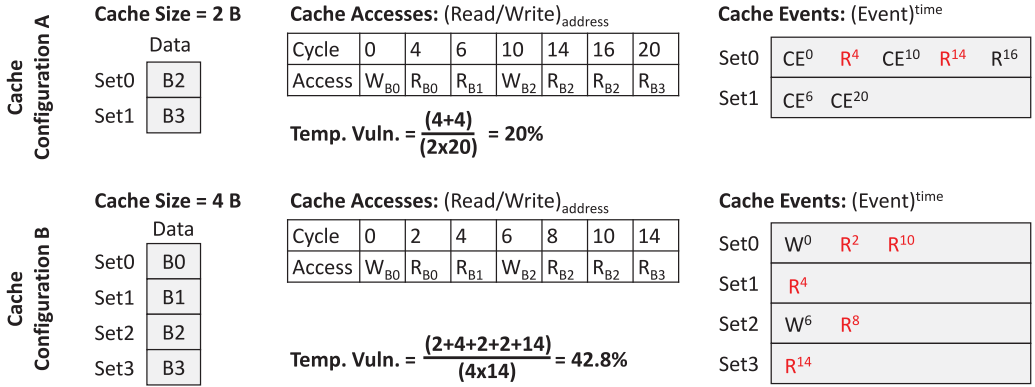 Cache Configuration A
Cache Size = 2 B
Data
Set0 B2
Set1 B3
Cache Accesses: (Read/Write)address
Cycle 0 4 6 10 14 16 20
Access WB0 RB0 RB1 WB2 RB2 RB2 RB3
Temp. Vuln. = (4+4) / (2x20) = 20%
Cache Events: (Event)time
Set0 CE0 R4 CE10 R14 R16
Set1 CE6 CE20
Cache Configuration B
Cache Size = 4 B
Data
Set0 B0
Set1 B1
Set2 B2
Set3 B3
Cache Accesses: (Read/Write)address
Cycle 0 2 4 6 8 10 14
Access WB0 RB0 RB1 WB2 RB2 RB2 RB3
Temp. Vuln. = (2+4+2+2+14) / (4x14) = 42.8%
Cache Events: (Event)time
Set0 W0 R2 R10
Set1 R4
Set2 W6 R8
Set3 R14